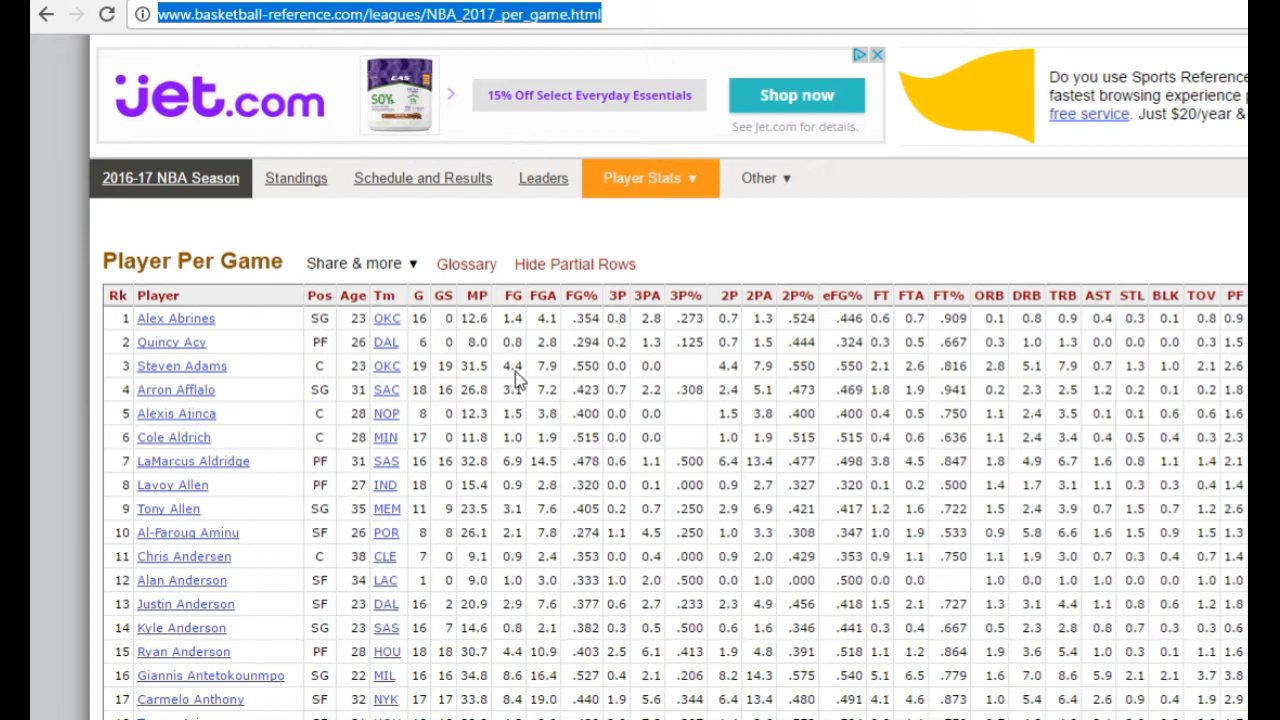 www.basketball-reference.com/leagues/NBA_2017_per_game.html
jet.com
EAS
50%
15% Off Select Everyday Essentials
Shop now
See Jet.com for details.
Do you use Sports Reference
fastest browsing experience
free service. Just $20/year &
2016-17 NBA Season Standings Schedule and Results Leaders Player Stats ▼ Other ▼
Player Per Game Share & more ▼ Glossary Hide Partial Rows
Rk Player Pos Age Tm G GS MP FG FGA FG% 3P 3PA 3P% 2P 2PA 2P% eFG% FT FTA FT% ORB DRB TRB AST STL BLK TOV PF
1 Alex Abrines SG 23 OKC 16 0 12.6 1.4 4.1 .354 0.8 2.8 .273 0.7 1.3 .524 .446 0.6 0.7 .909 0.1 0.8 0.9 0.4 0.3 0.1 0.8 0.9
2 Quincy Acy PF 26 DAL 6 0 8.0 0.8 2.8 .294 0.2 1.3 .125 0.7 1.5 .444 .324 0.3 0.5 .667 0.3 1.0 1.3 0.0 0.0 0.0 0.3 1.5
3 Steven Adams C 23 OKC 19 19 31.5 4.4 7.9 .550 0.0 0.0 4.4 7.9 .550 .550 2.1 2.6 .816 2.8 5.1 7.9 0.7 1.3 1.0 2.1 2.6
4 Arron Afflalo SG 31 SAC 18 16 26.8 3.1 7.2 .423 0.7 2.2 .308 2.4 5.1 .473 .469 1.8 1.9 .941 0.2 2.3 2.5 1.2 0.2 0.1 0.2 1.8
5 Alexis Ajinca C 28 NOP 8 0 12.3 1.5 3.8 .400 0.0 0.0 1.5 3.8 .400 .400 0.4 0.5 .750 1.1 2.4 3.5 0.1 0.1 0.6 0.6 1.6
6 Cole Aldrich C 28 MIN 17 0 11.8 1.0 1.9 .515 0.0 0.0 1.0 1.9 .515 .515 0.4 0.6 .636 1.1 2.4 3.4 0.4 0.5 0.4 0.3 2.3
7 LaMarcus Aldridge PF 31 SAS 16 16 32.8 6.9 14.5 .478 0.6 1.1 .500 6.4 13.4 .477 .498 3.8 4.5 .847 1.8 4.9 6.7 1.6 0.8 1.1 1.4 2.1
8 Lavoy Allen PF 27 IND 18 0 15.4 0.9 2.8 .320 0.0 0.1 .000 0.9 2.7 .327 .320 0.1 0.2 .500 1.4 1.7 3.1 1.1 0.3 0.3 0.4 1.4
9 Tony Allen SG 35 MEM 11 9 23.5 3.1 7.6 .405 0.2 0.7 .250 2.9 6.9 .421 .417 1.2 1.6 .722 1.5 2.4 3.9 0.7 1.5 0.7 1.2 2.6
10 Al-Farouq Aminu SF 26 POR 8 8 26.1 2.1 7.8 .274 1.1 4.5 .250 1.0 3.3 .308 .347 1.0 1.9 .533 0.9 5.8 6.6 1.6 1.5 0.9 1.5 1.3
11 Chris Andersen C 38 CLE 7 0 9.1 0.9 2.4 .353 0.0 0.4 .000 0.9 2.0 .429 .353 0.9 1.1 .750 1.1 1.9 3.0 0.7 0.3 0.4 0.7 1.4
12 Alan Anderson SF 34 LAC 1 0 9.0 1.0 3.0 .333 1.0 2.0 .500 0.0 1.0 .000 .500 0.0 0.0 1.0 0.0 1.0 0.0 0.0 0.0 0.0 1.0
13 Justin Anderson SF 23 DAL 16 2 20.9 2.9 7.6 .377 0.6 2.7 .233 2.3 4.9 .456 .418 1.5 2.1 .727 1.3 3.1 4.4 1.1 0.8 0.6 1.2 1.8
14 Kyle Anderson SG 23 SAS 16 7 14.6 0.8 2.1 .382 0.3 0.5 .500 0.6 1.6 .346 .441 0.3 0.4 .667 0.5 2.3 2.8 0.8 0.7 0.3 0.3 0.6
15 Ryan Anderson PF 28 HOU 18 18 30.7 4.4 10.9 .403 2.5 6.1 .413 1.9 4.8 .391 .518 1.1 1.2 .864 1.9 3.6 5.4 1.0 0.3 0.1 1.1 1.6
16 Giannis Antetokounmpo SG 22 MIL 16 16 34.8 8.6 16.4 .527 0.4 2.1 .206 8.2 14.3 .575 .540 5.1 6.5 .779 1.6 7.0 8.6 5.9 2.1 2.1 3.7 3.8
17 Carmelo Anthony SF 32 NYK 17 17 33.8 8.4 19.0 .440 1.9 5.6 .344 6.4 13.4 .480 .491 4.1 4.6 .873 1.0 5.4 6.4 2.6 0.9 0.4 1.9 2.9